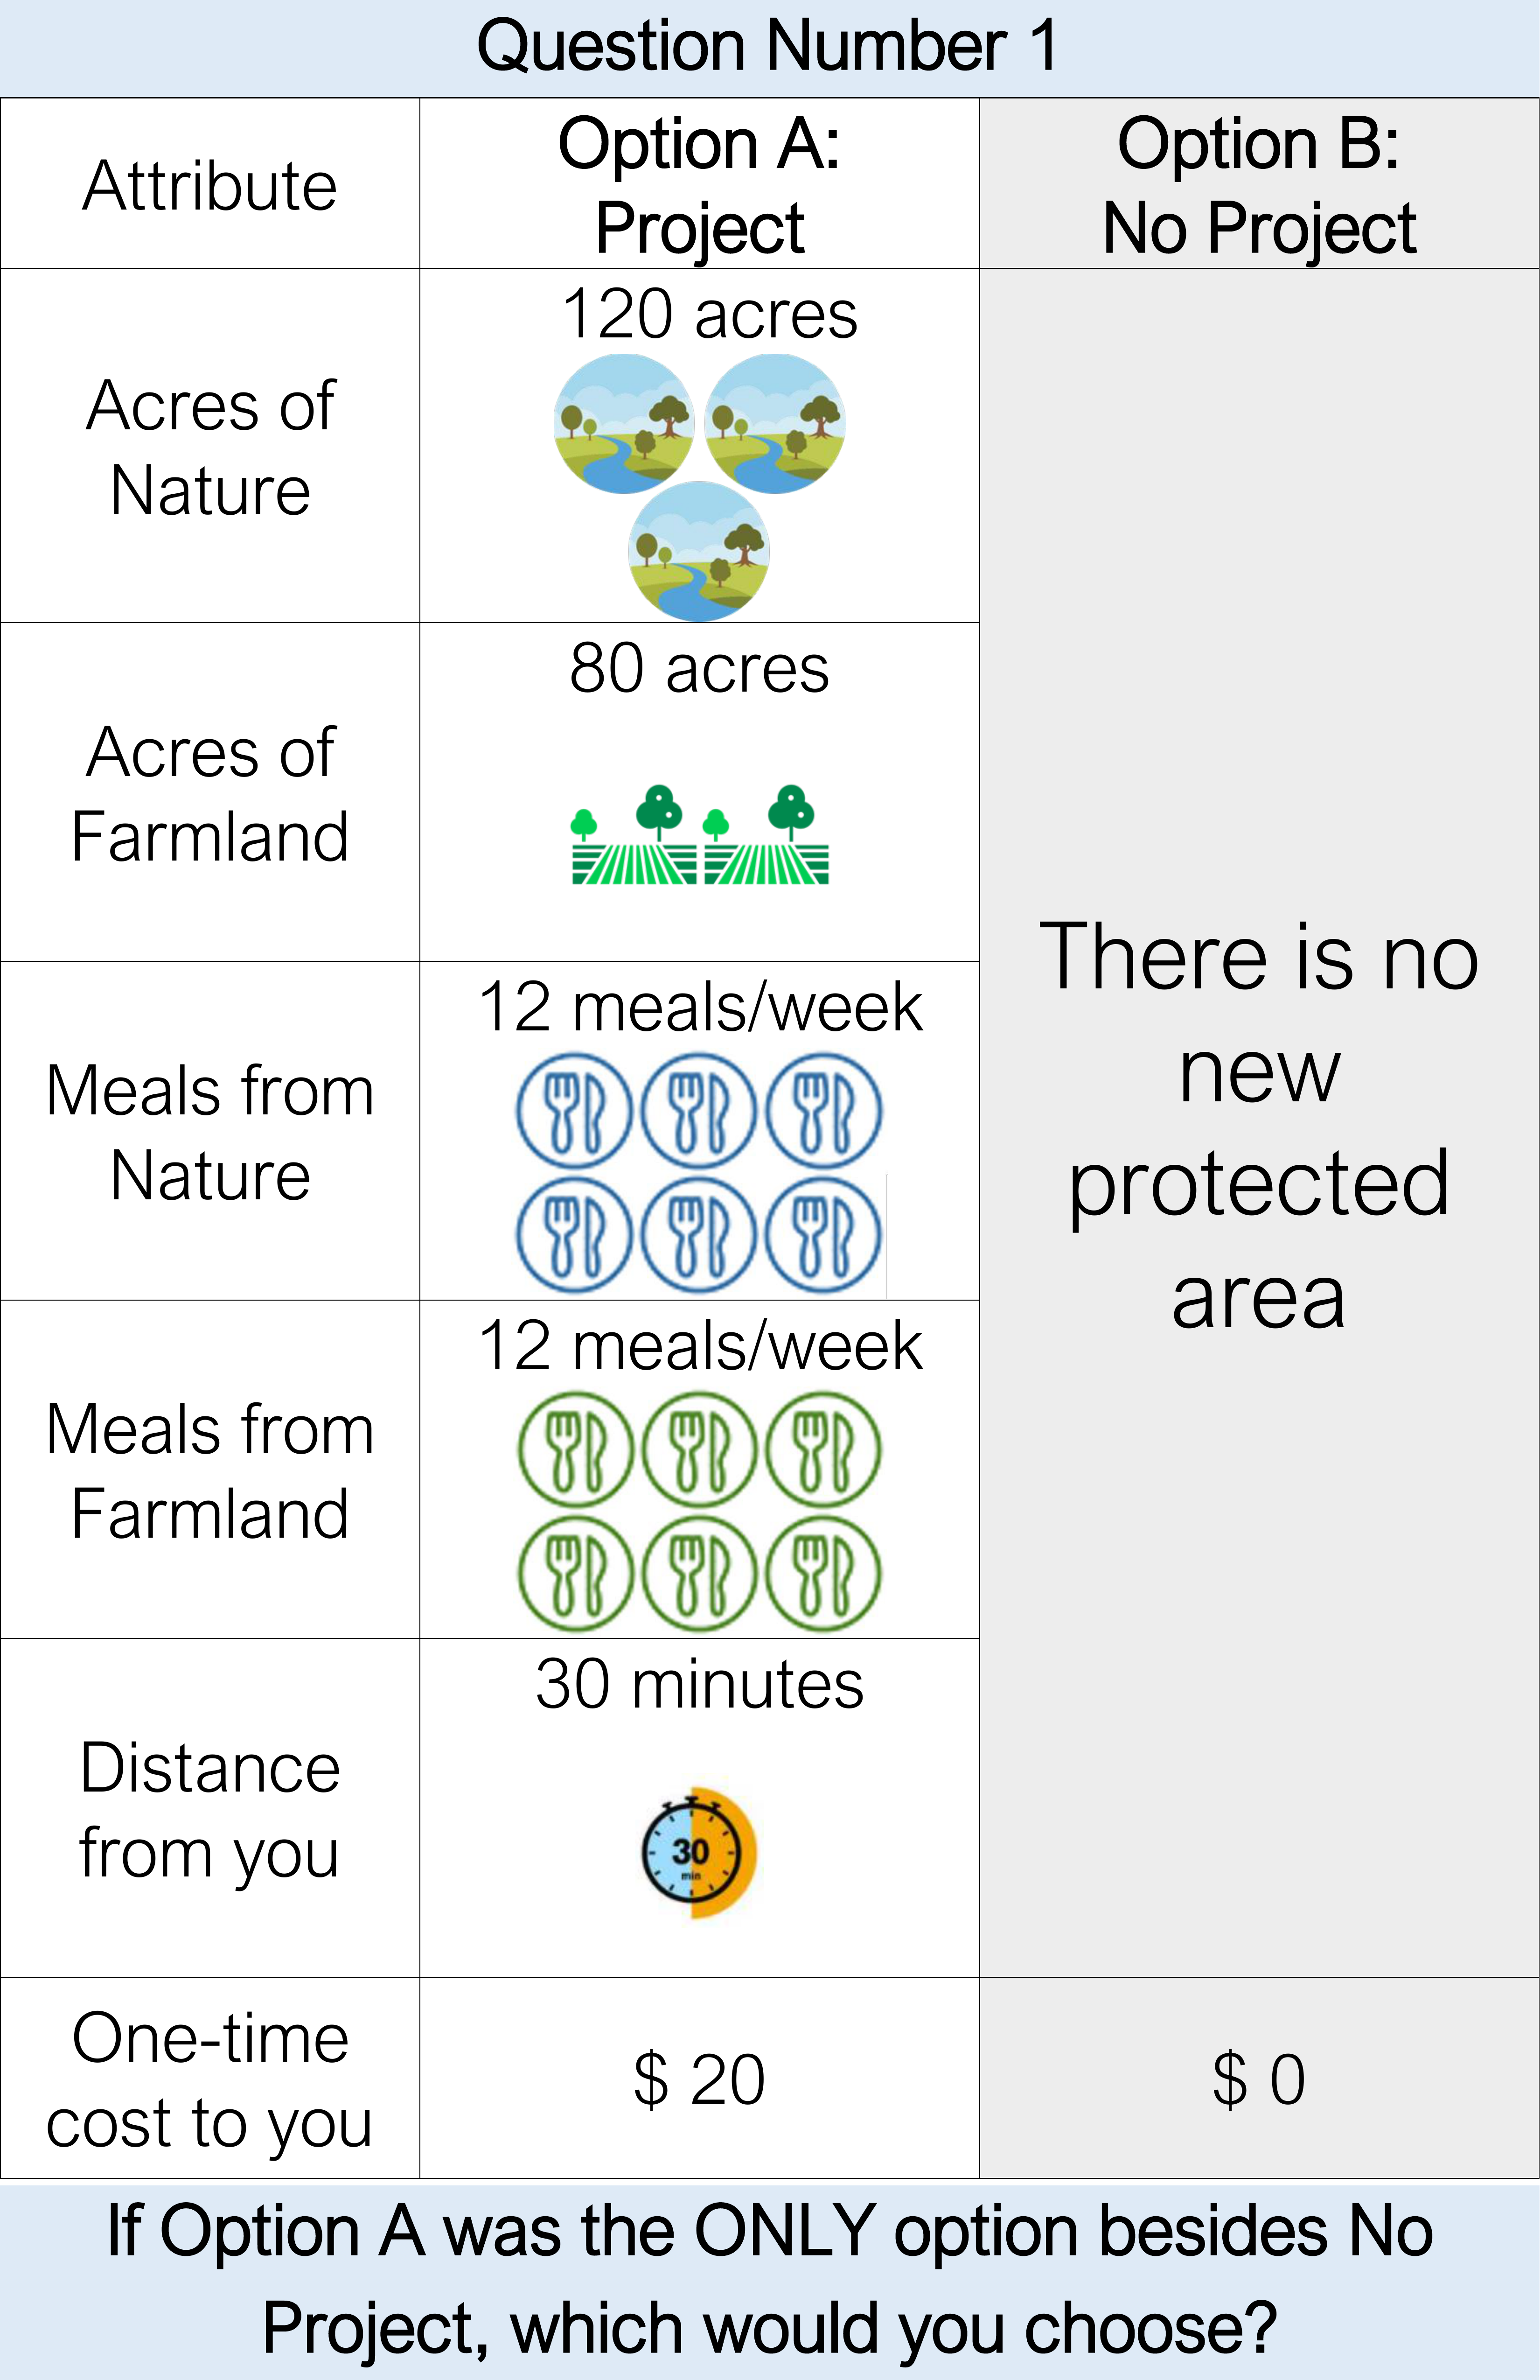 Question Number 1
Attribute
Option A:
Project
Option B:
No Project
Acres of
Nature
120 acres
Acres of
Farmland
80 acres
Meals from
Nature
12 meals/week
Meals from
Farmland
12 meals/week
Distance
from you
30 minutes
30
min
There is no
new
protected
area
One-time
cost to you
$ 20
$ 0
If Option A was the ONLY option besides No
Project, which would you choose?